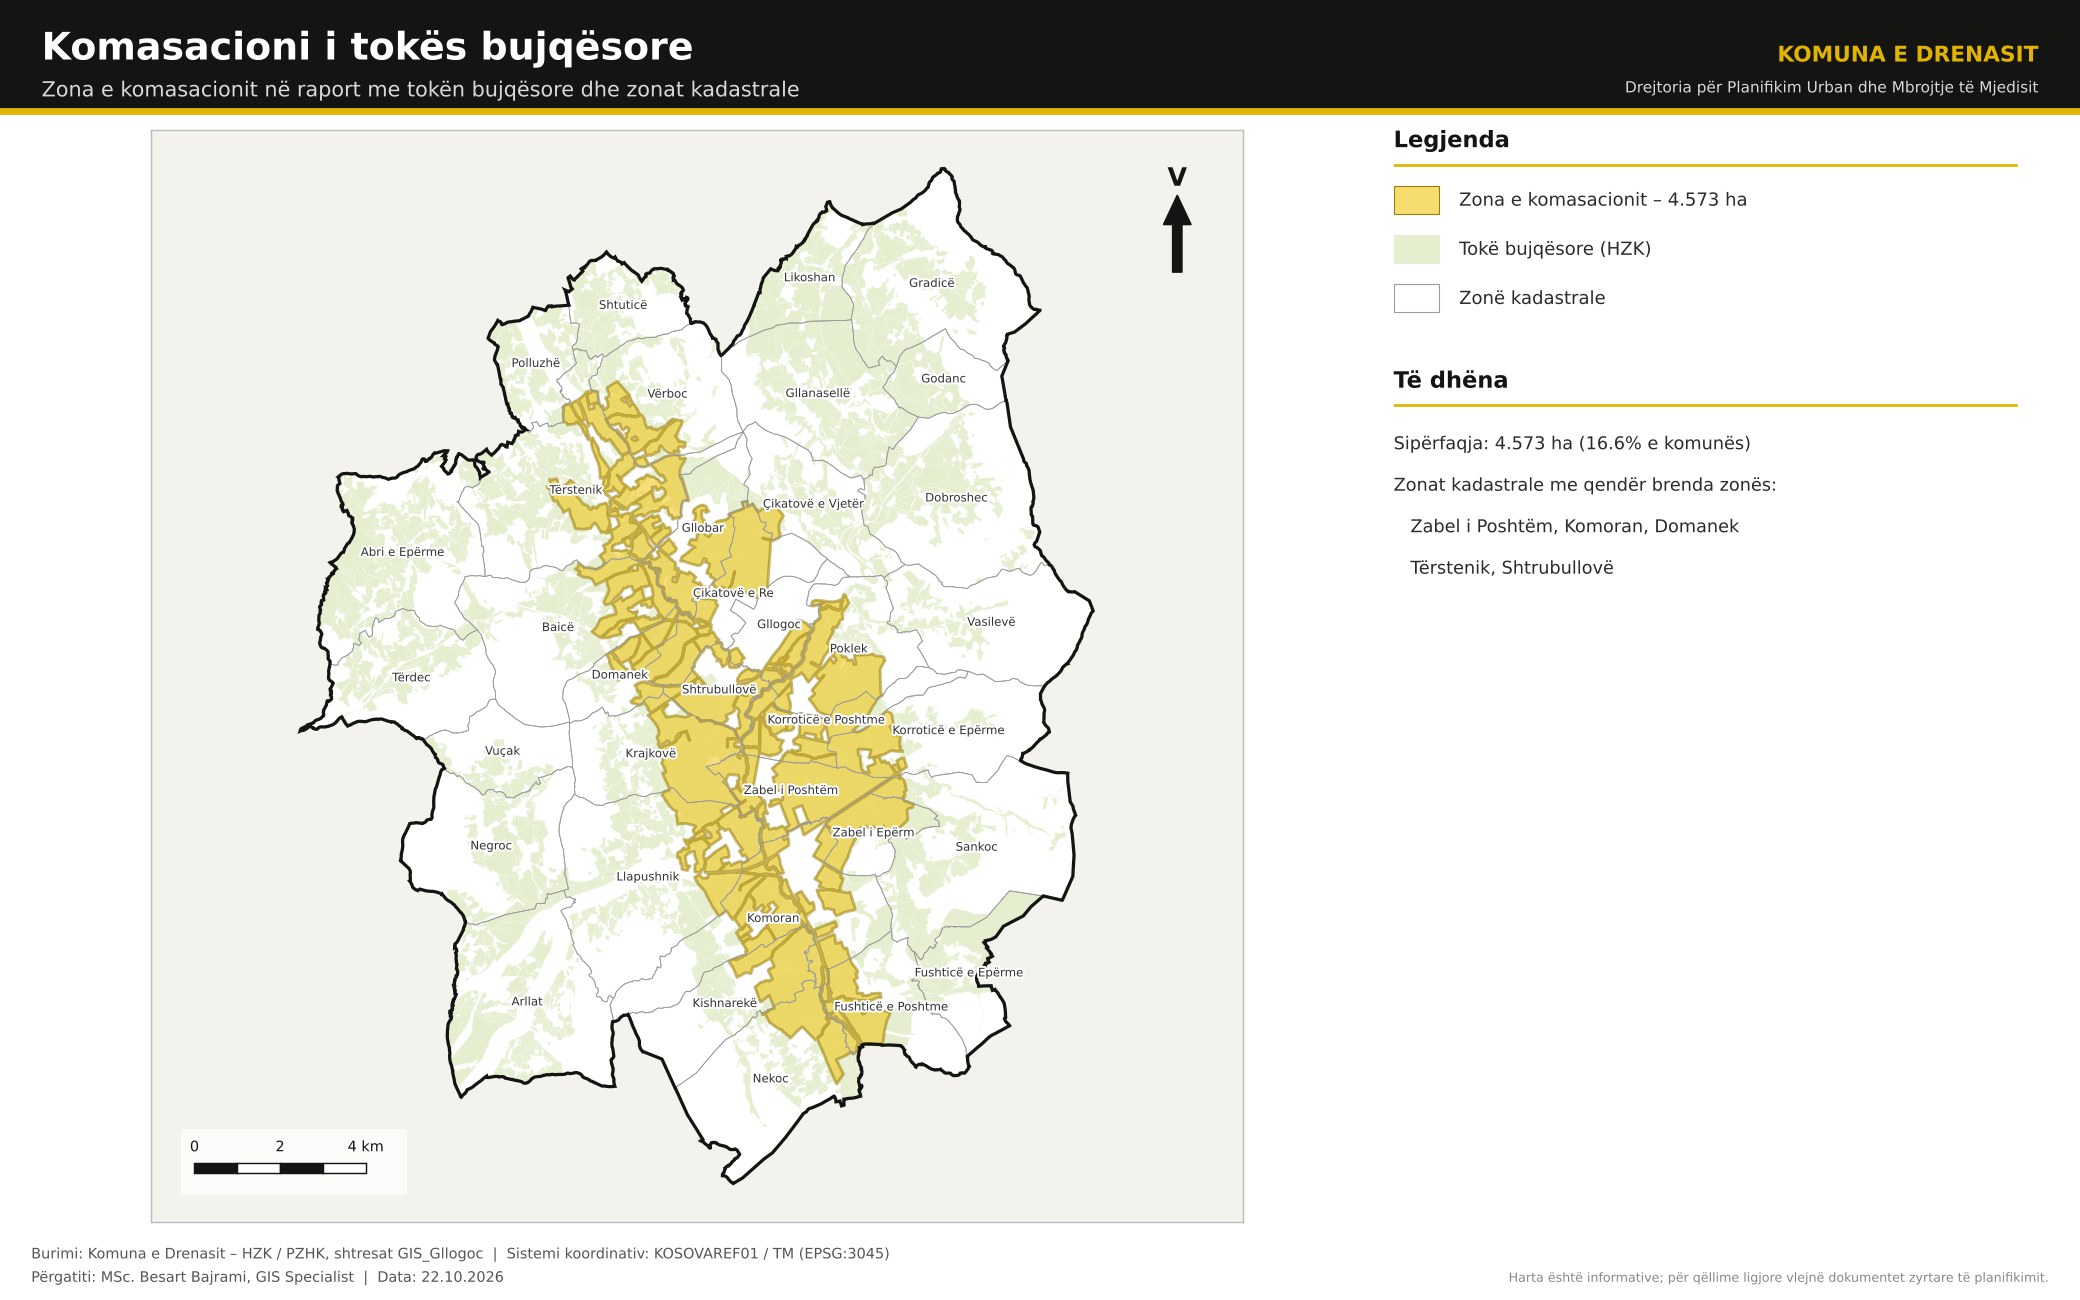 Komasacioni i tokës bujqësore
Zona e komasacionit në raport me tokën bujqësore dhe zonat kadastrale
KOMUNA E DRENASIT
Drejtoria për Planifikim Urban dhe Mbrojtje të Mjedisit
V
Likoshan
Gradicë
Shtuticë
Polluzhë
Vërboc
Gllanasellë
Godanc
Tërstenik
Gllobar
Çikatovë e Vjetër
Dobroshec
Abri e Epërme
Çikatovë e Re
Baicë
Gllogoc
Vasilevë
Poklek
Tërdec
Domanek
Shtrubullovë
Korroticë e Poshtme
Korroticë e Epërme
Vuçak
Krajkovë
Zabel i Poshtëm
Zabel i Epërm
Negroc
Sankoc
Llapushnik
Komoran
Fushticë e Epërme
Arllat
Kishnarekë
Fushticë e Poshtme
Nekoc
0 2 4 km
Legjenda
Zona e komasacionit – 4.573 ha
Tokë bujqësore (HZK)
Zonë kadastrale
Të dhëna
Sipërfaqja: 4.573 ha (16.6% e komunës)
Zonat kadastrale me qendër brenda zonës:
Zabel i Poshtëm, Komoran, Domanek
Tërstenik, Shtrubullovë
Burimi: Komuna e Drenasit – HZK / PZHK, shtresat GIS_Gllogoc | Sistemi koordinativ: KOSOVAREF01 / TM (EPSG:3045)
Përgatiti: MSc. Besart Bajrami, GIS Specialist | Data: 22.10.2026
Harta është informative; për qëllime ligjore vlejnë dokumentet zyrtare të planifikimit.